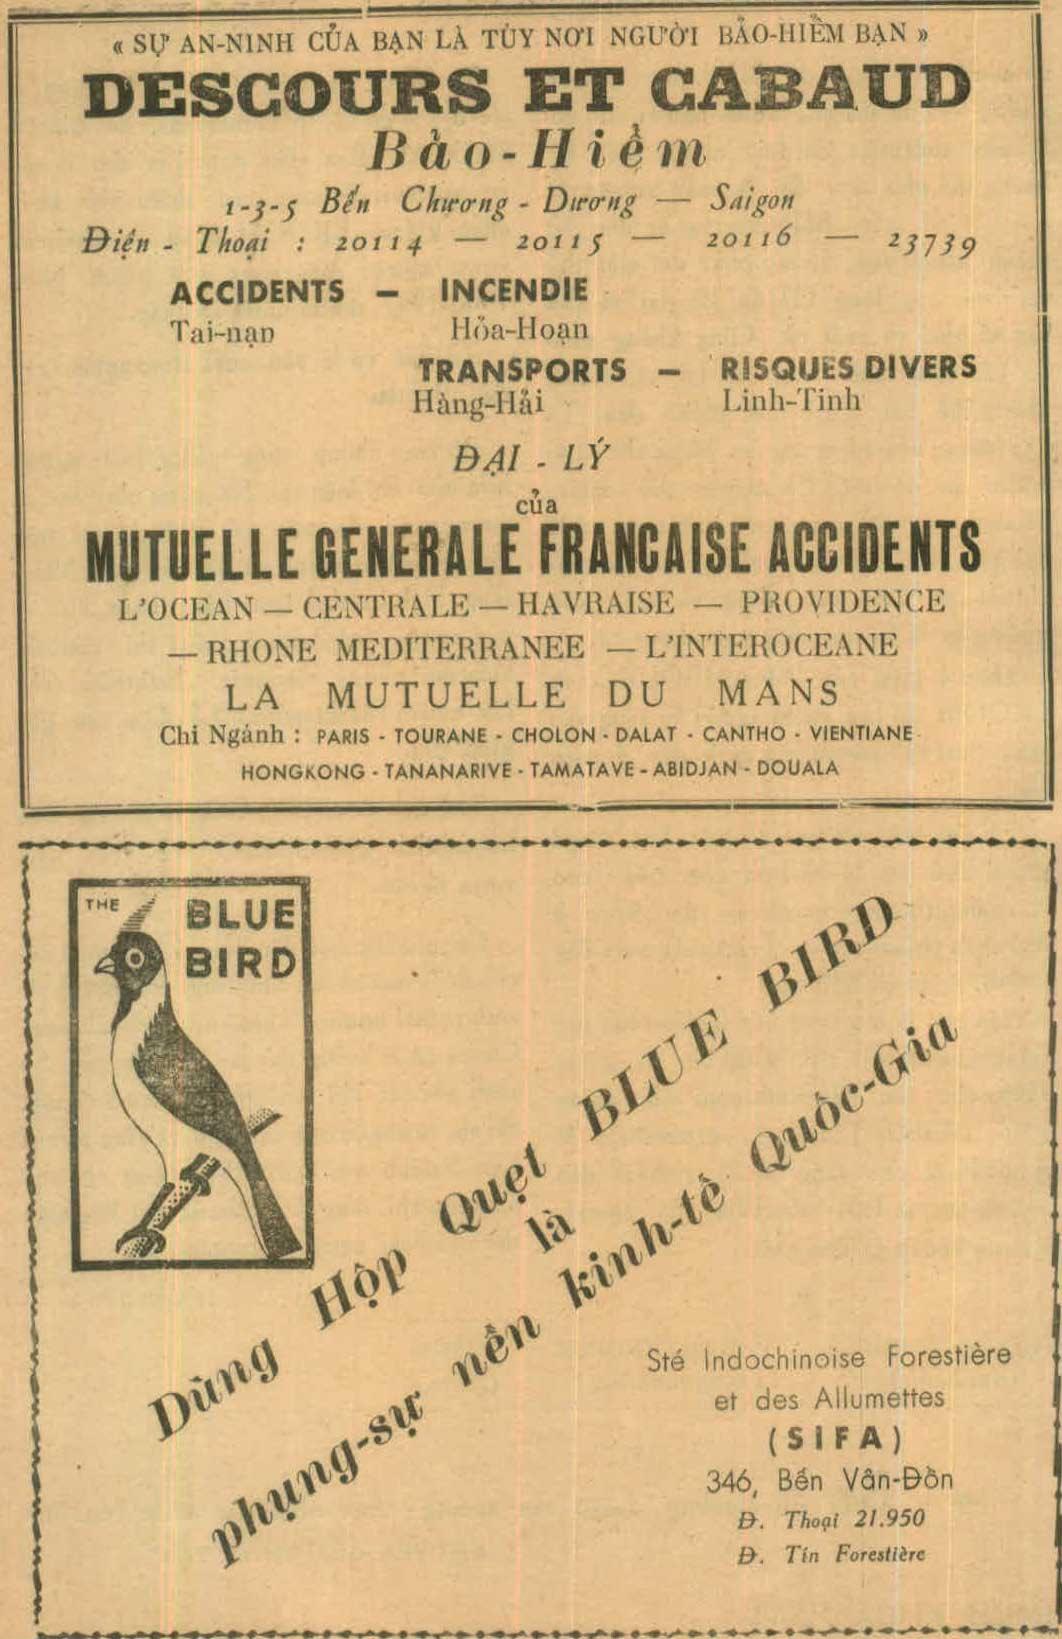 « SỰ AN-NINH CỦA BẠN LÀ TÙY NƠI NGƯỜI BẢO-HIỂM BẠN »
DESCOURS ET CABAUD
Bảo-Hiểm
1-3-5 Bến Chương-Dương — Saigon
Điện-Thoại : 20114 — 20115 — 20116 — 23739
ACCIDENTS — INCENDIE
Tai-nạn Hỏa-Hoạn
TRANSPORTS — RISQUES DIVERS
Hàng-Hải Linh-Tinh
ĐẠI-LÝ
của
MUTUELLE GENERALE FRANCAISE ACCIDENTS
L'OCEAN — CENTRALE — HAVRAISE — PROVIDENCE
— RHONE MEDITERRANEE — L'INTEROCEANE
LA MUTUELLE DU MANS
Chi Ngánh : PARIS - TOURANE - CHOLON - DALAT - CANTHO - VIENTIANE
HONGKONG - TANANARIVE - TAMATAVE - ABIDJAN - DOUALA
THE BLUE
BIRD
Dùng Hộp Quẹt BLUE BIRD
là
phụng-sự nền kinh-tế Quốc-Gia
Sté Indochinoise Forestière
et des Allumettes
(SIFA)
346, Bến Vân-Đồn
Đ. Thoại 21.950
Đ. Tín Forestière